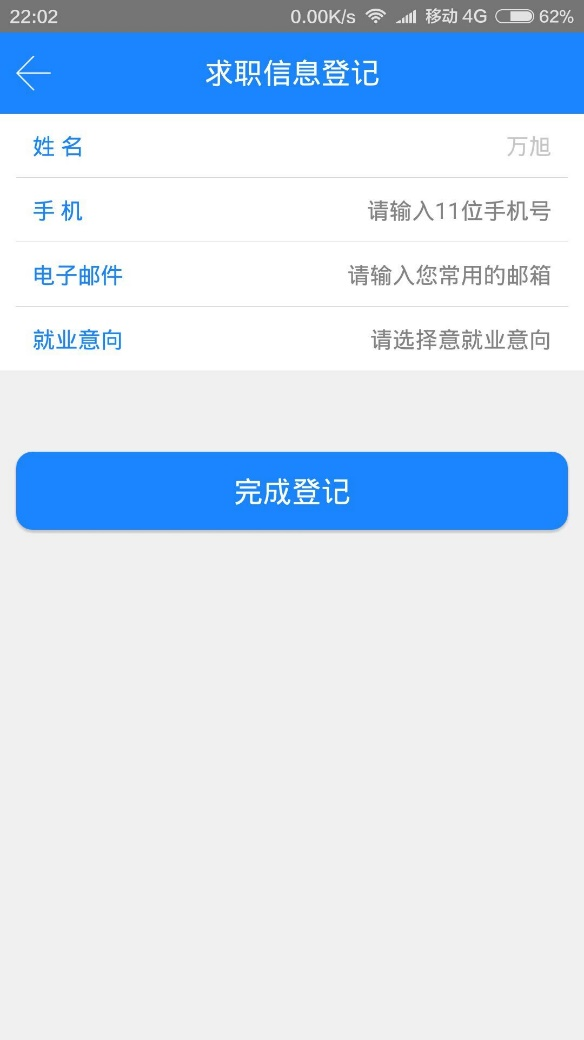 22:02 0.00K/s 移动 4G 62%
求职信息登记
姓 名 万旭
手 机 请输入11位手机号
电子邮件 请输入您常用的邮箱
就业意向 请选择意就业意向
完成登记